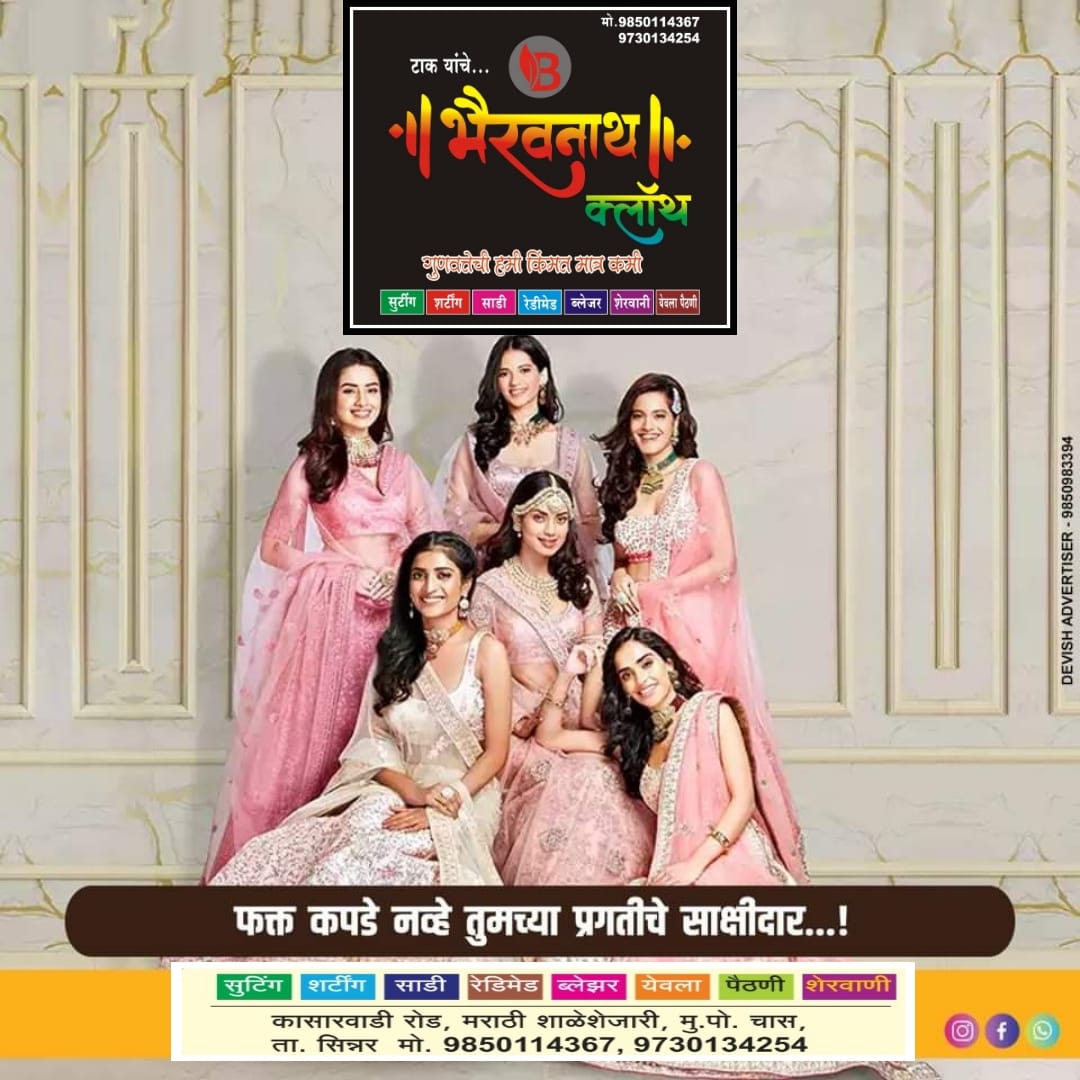 मो.9850114367
9730134254
टाक यांचे...
B
॥ भैरवनाथ ॥
क्लॉथ
गुणवत्तेची हमी किंमत मात्र कमी
सुटींग शर्टींग साडी रेडीमेड ब्लेजर शेरवानी येवला पैठणी
DEVISH ADVERTISER - 9850983394
फक्त कपडे नव्हे तुमच्या प्रगतीचे साक्षीदार...!
सुटिंग शर्टींग साडी रेडिमेड ब्लेझर येवला पैठणी शेरवाणी
कासारवाडी रोड, मराठी शाळेशेजारी, मु.पो. चास,
ता. सिन्नर मो. 9850114367, 9730134254